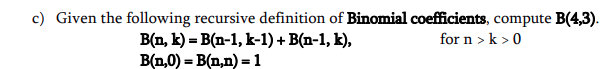 c) Given the following recursive definition of Binomial coefficients, compute B(4,3).
B(n, k) = B(n-1, k-1) + B(n-1, k), for n > k > 0
B(n,0) = B(n,n) = 1